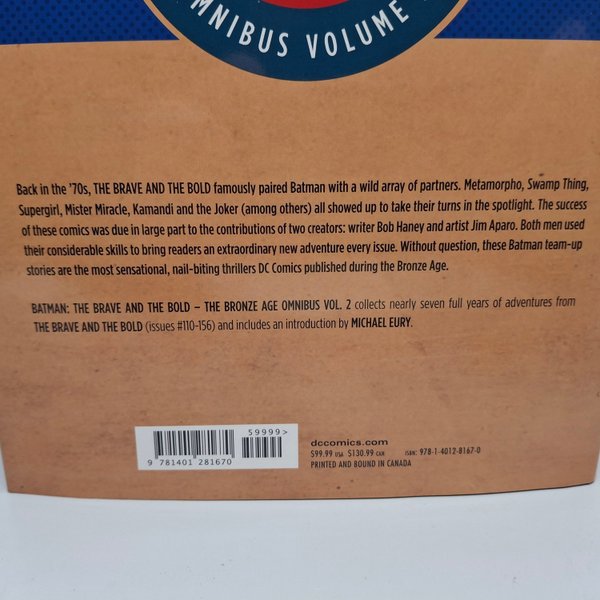 OMNIBUS VOLUME
Back in the '70s, THE BRAVE AND THE BOLD famously paired Batman with a wild array of partners. Metamorpho, Swamp Thing,
Supergirl, Mister Miracle, Kamandi and the Joker (among others) all showed up to take their turns in the spotlight. The success
of these comics was due in large part to the contributions of two creators: writer Bob Haney and artist Jim Aparo. Both men used
their considerable skills to bring readers an extraordinary new adventure every issue. Without question, these Batman team-up
stories are the most sensational, nail-biting thrillers DC Comics published during the Bronze Age.
BATMAN: THE BRAVE AND THE BOLD – THE BRONZE AGE OMNIBUS VOL. 2 collects nearly seven full years of adventures from
THE BRAVE AND THE BOLD (issues #110-156) and includes an introduction by MICHAEL EURY.
59999>
9 781401 281670
dccomics.com
$99.99 USA $130.99 CAN ISBN: 978-1-4012-8167-0
PRINTED AND BOUND IN CANADA